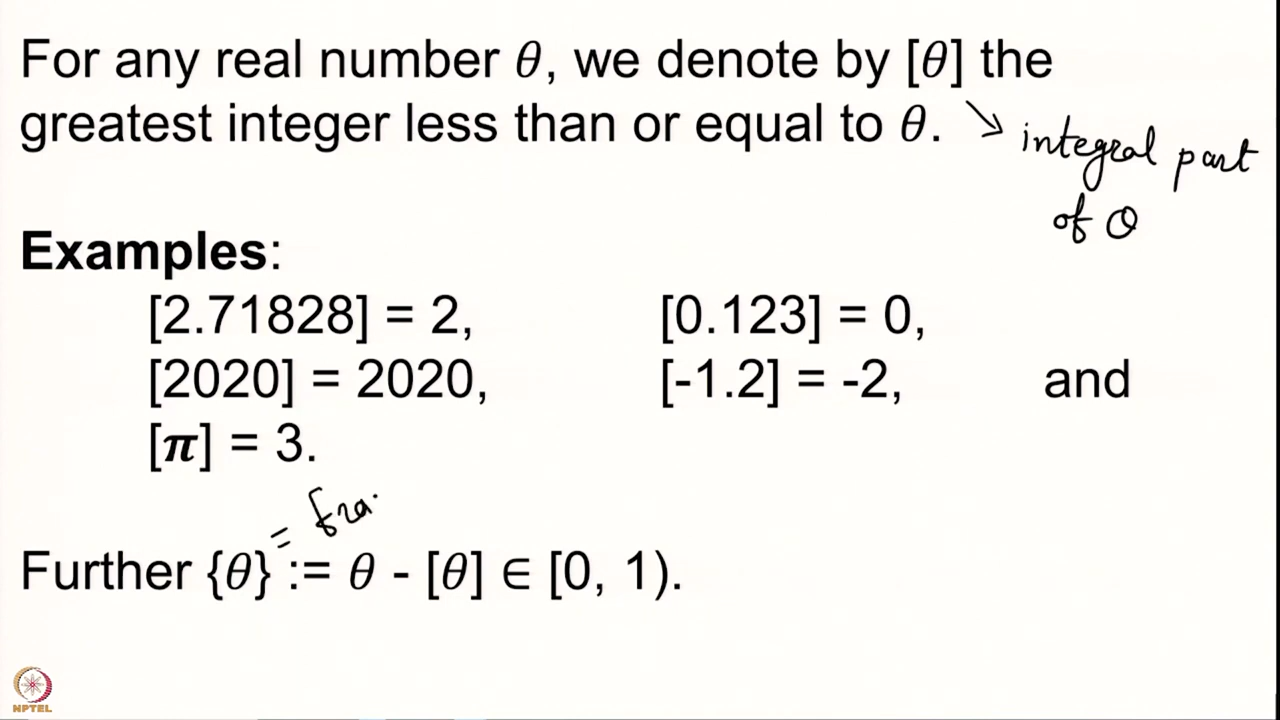 For any real number θ, we denote by [θ] the
greatest integer less than or equal to θ. ↘ integral part
of θ
Examples:
[2.71828] = 2, [0.123] = 0,
[2020] = 2020, [-1.2] = -2, and
[π] = 3.
= fra.
Further {θ} := θ - [θ] ∈ [0, 1).
NPTEL